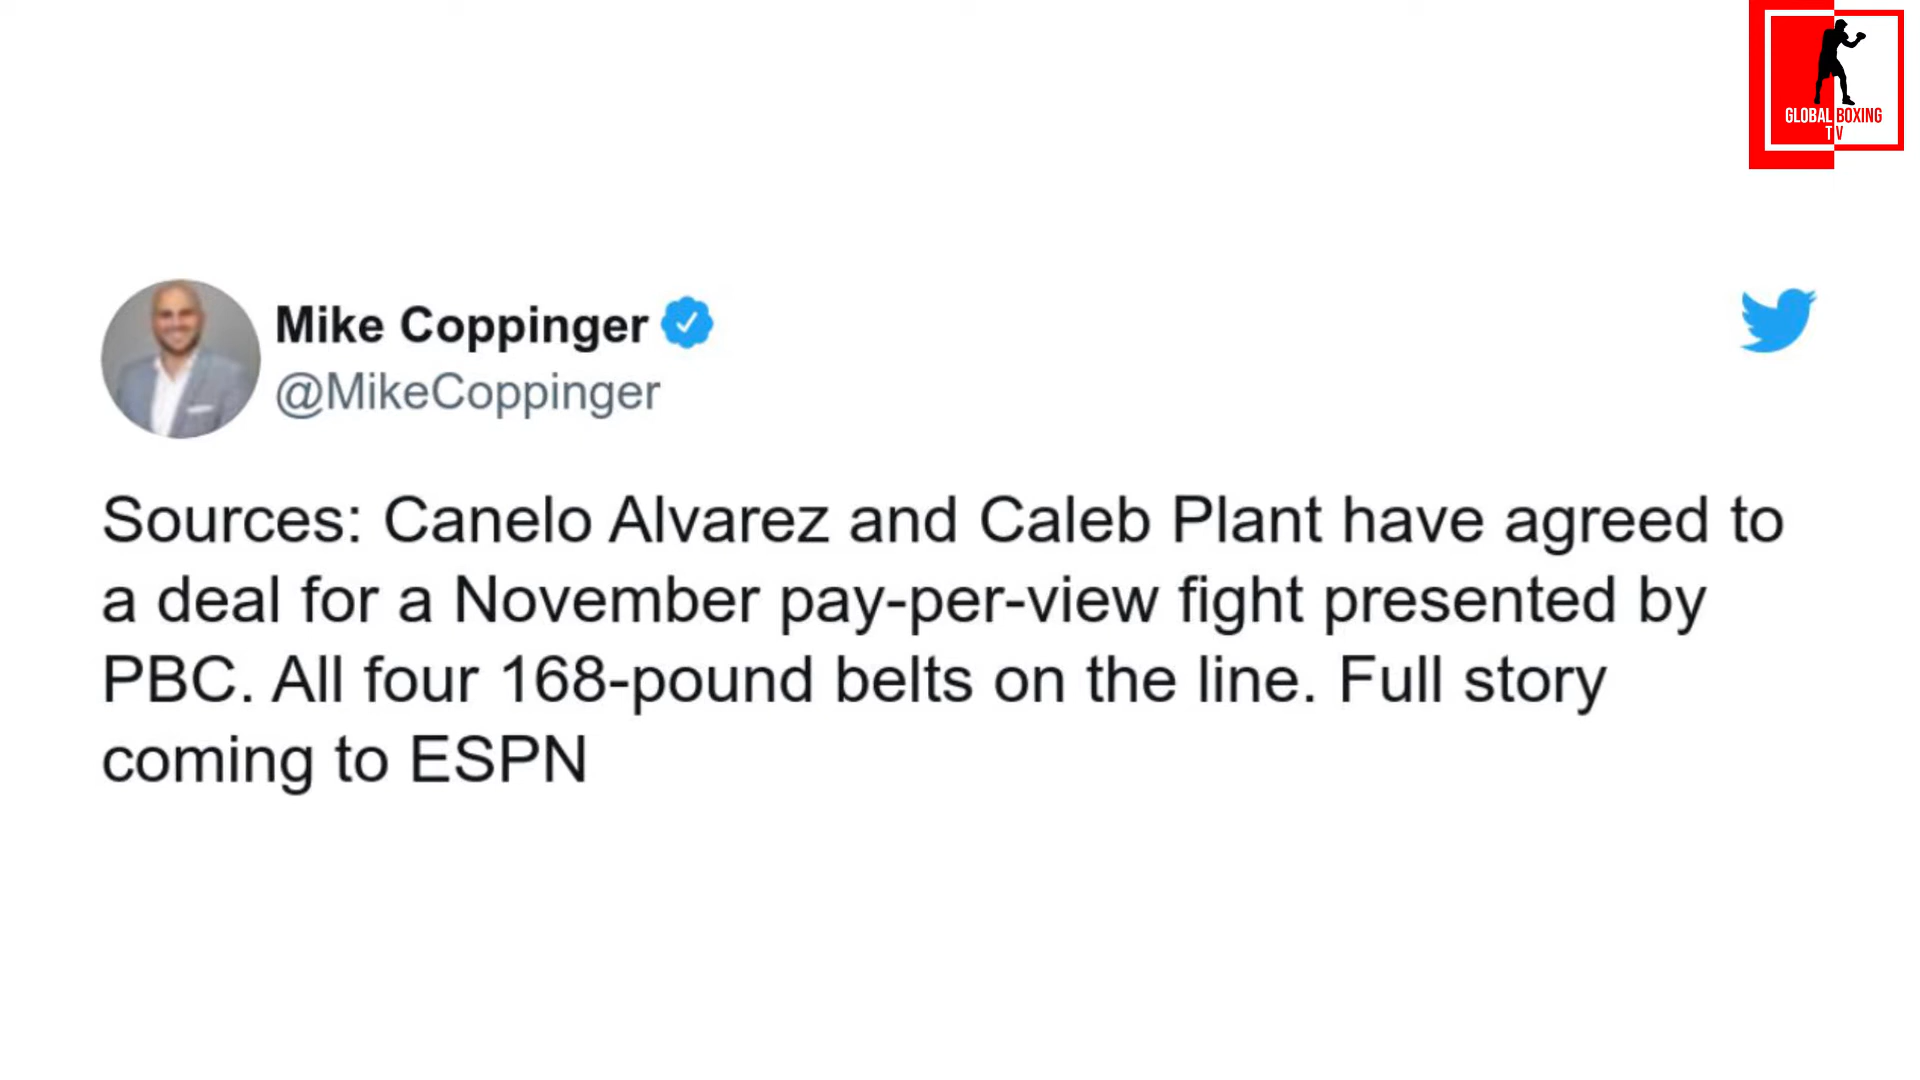 GLOBAL BOXING
TV
Mike Coppinger
@MikeCoppinger
Sources: Canelo Alvarez and Caleb Plant have agreed to
a deal for a November pay-per-view fight presented by
PBC. All four 168-pound belts on the line. Full story
coming to ESPN